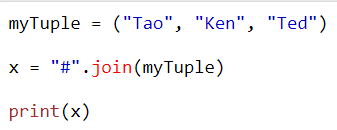 myTuple = ("Tao", "Ken", "Ted")
x = "#".join(myTuple)
print(x)